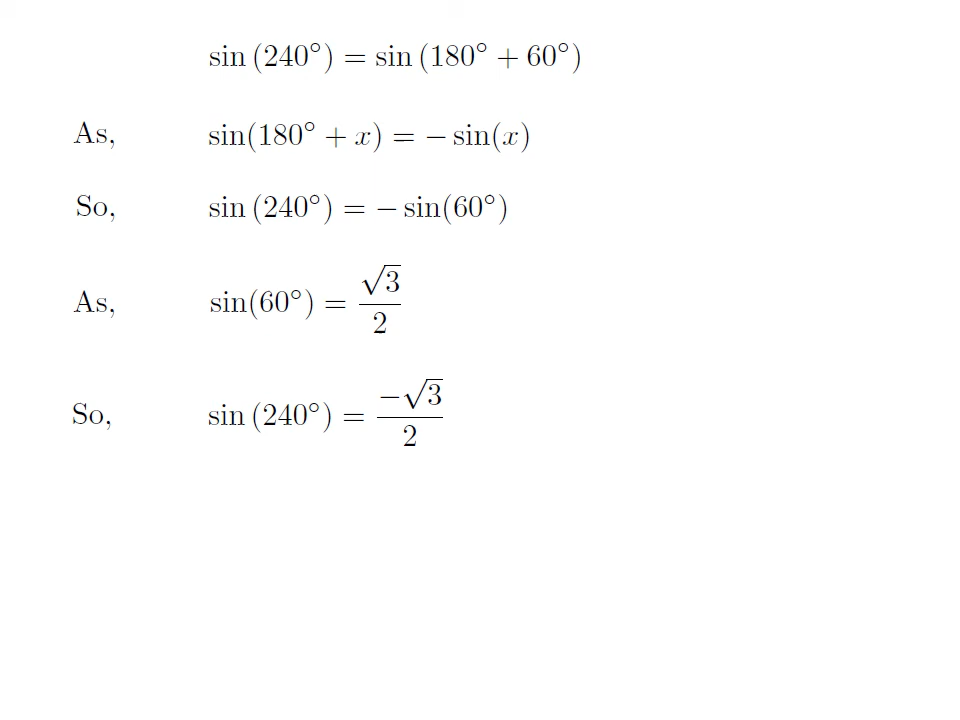 sin (240°) = sin (180° + 60°)
As, sin(180° + x) = − sin(x)
So, sin (240°) = − sin(60°)
As, sin(60°) = √3/2
So, sin (240°) = −√3/2